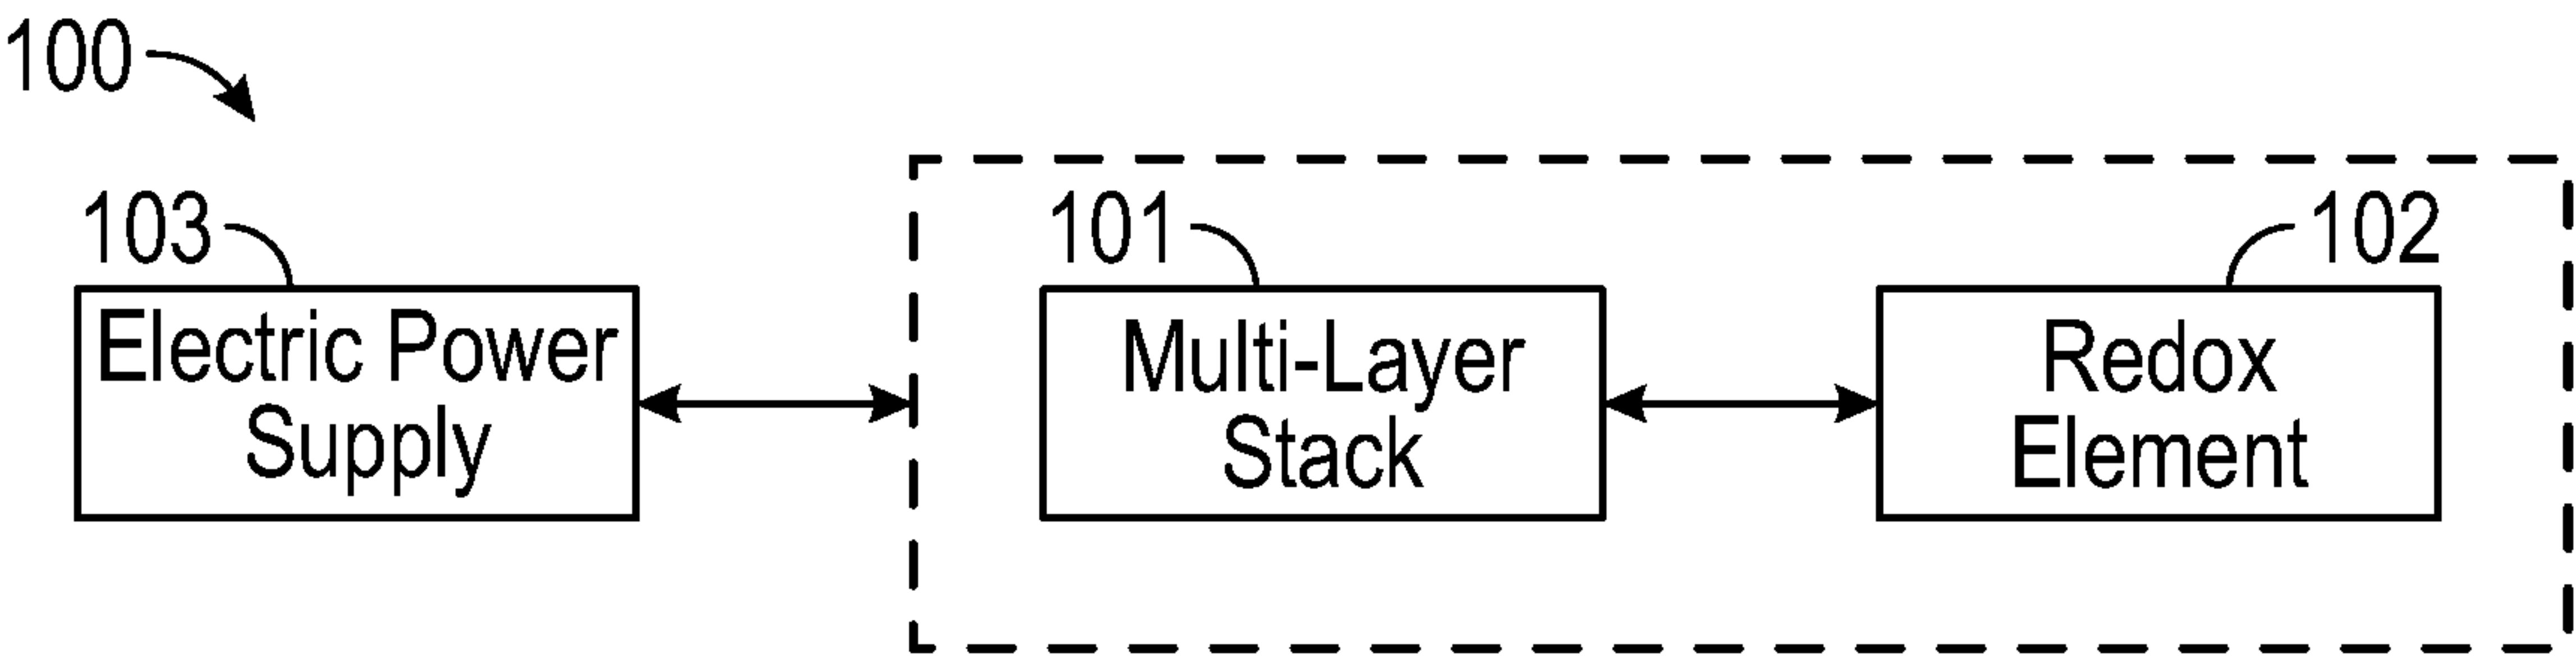 100
103
101
102
Electric Power
Supply
Multi-Layer
Stack
Redox
Element